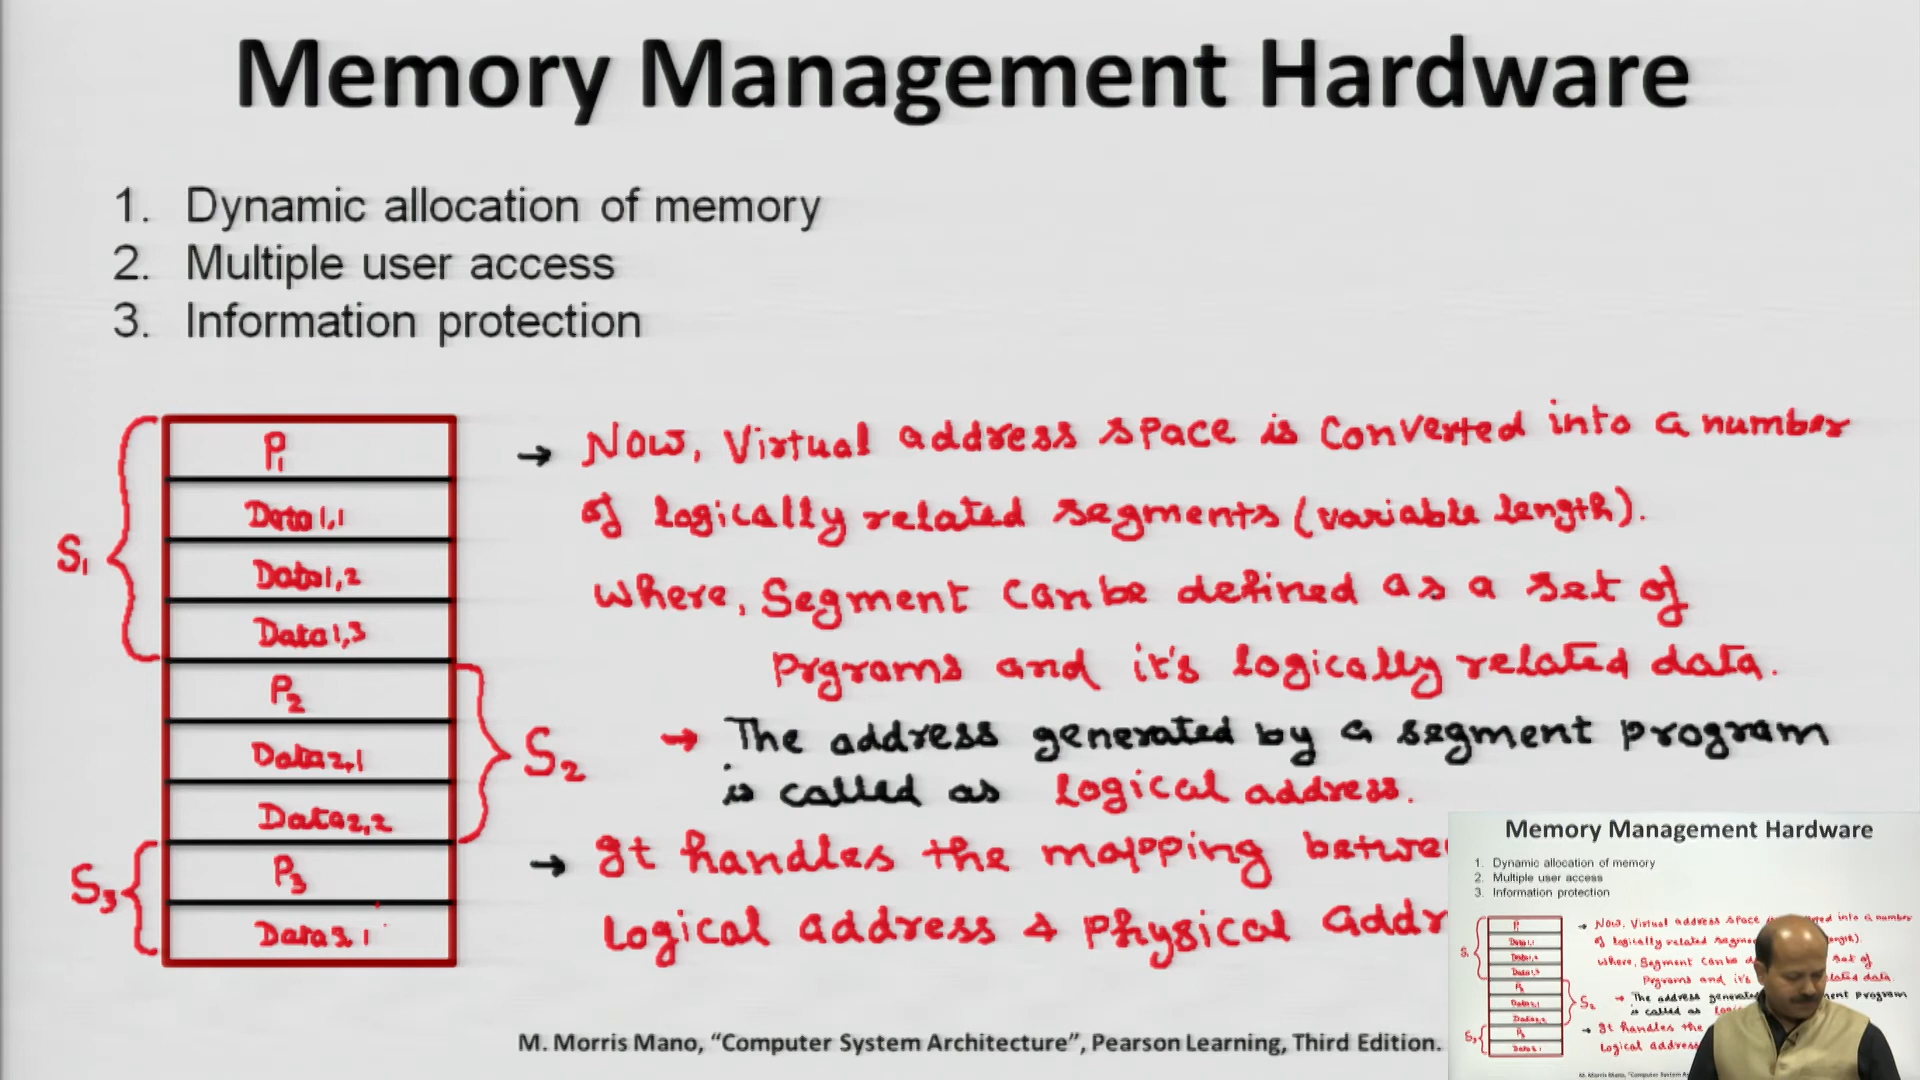 Memory Management Hardware
1. Dynamic allocation of memory
2. Multiple user access
3. Information protection
S1
P1
Data1,1
Data1,2
Data1,3
P2
Data2,1
Data2,2
S2
S3
P3
Data3,1
→ Now, Virtual address space is converted into a number
of logically related segments (variable length).
where, Segment can be defined as a set of
Prgrams and it's logically related data.
→ The address generated by a segment program
is called as logical address.
→ It handles the mapping betwe
Logical address & Physical Addr
M. Morris Mano, “Computer System Architecture”, Pearson Learning, Third Edition.
Memory Management Hardware
1. Dynamic allocation of memory
2. Multiple user access
3. Information protection